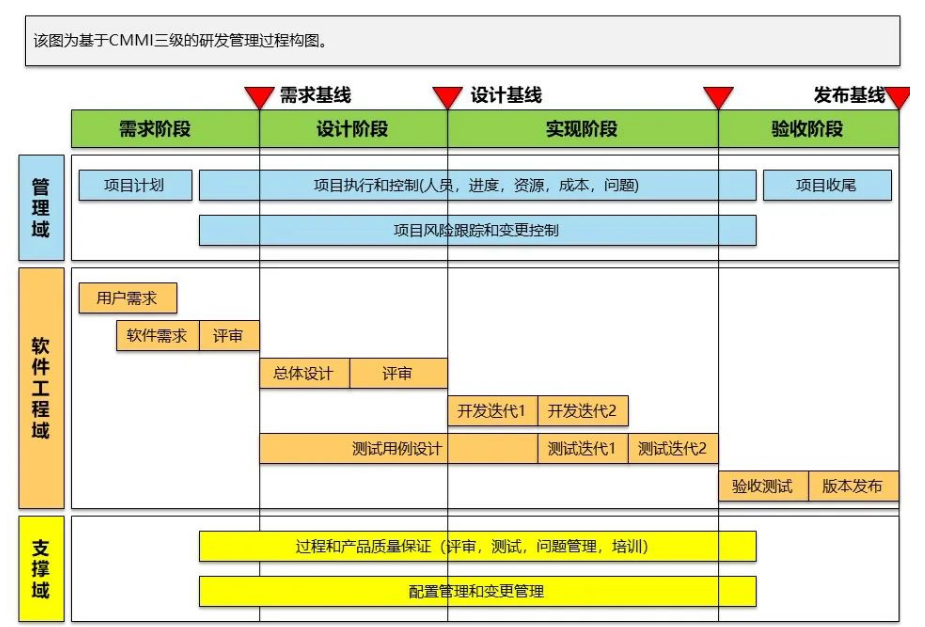 该图为基于CMMI三级的研发管理过程构图。
需求基线 设计基线 发布基线
需求阶段 设计阶段 实现阶段 验收阶段
管理域
项目计划 项目执行和控制(人员，进度，资源，成本，问题) 项目收尾
项目风险跟踪和变更控制
软件工程域
用户需求
软件需求 评审
总体设计 评审
开发迭代1 开发迭代2
测试用例设计 测试迭代1 测试迭代2
验收测试 版本发布
支撑域
过程和产品质量保证（评审，测试，问题管理，培训）
配置管理和变更管理